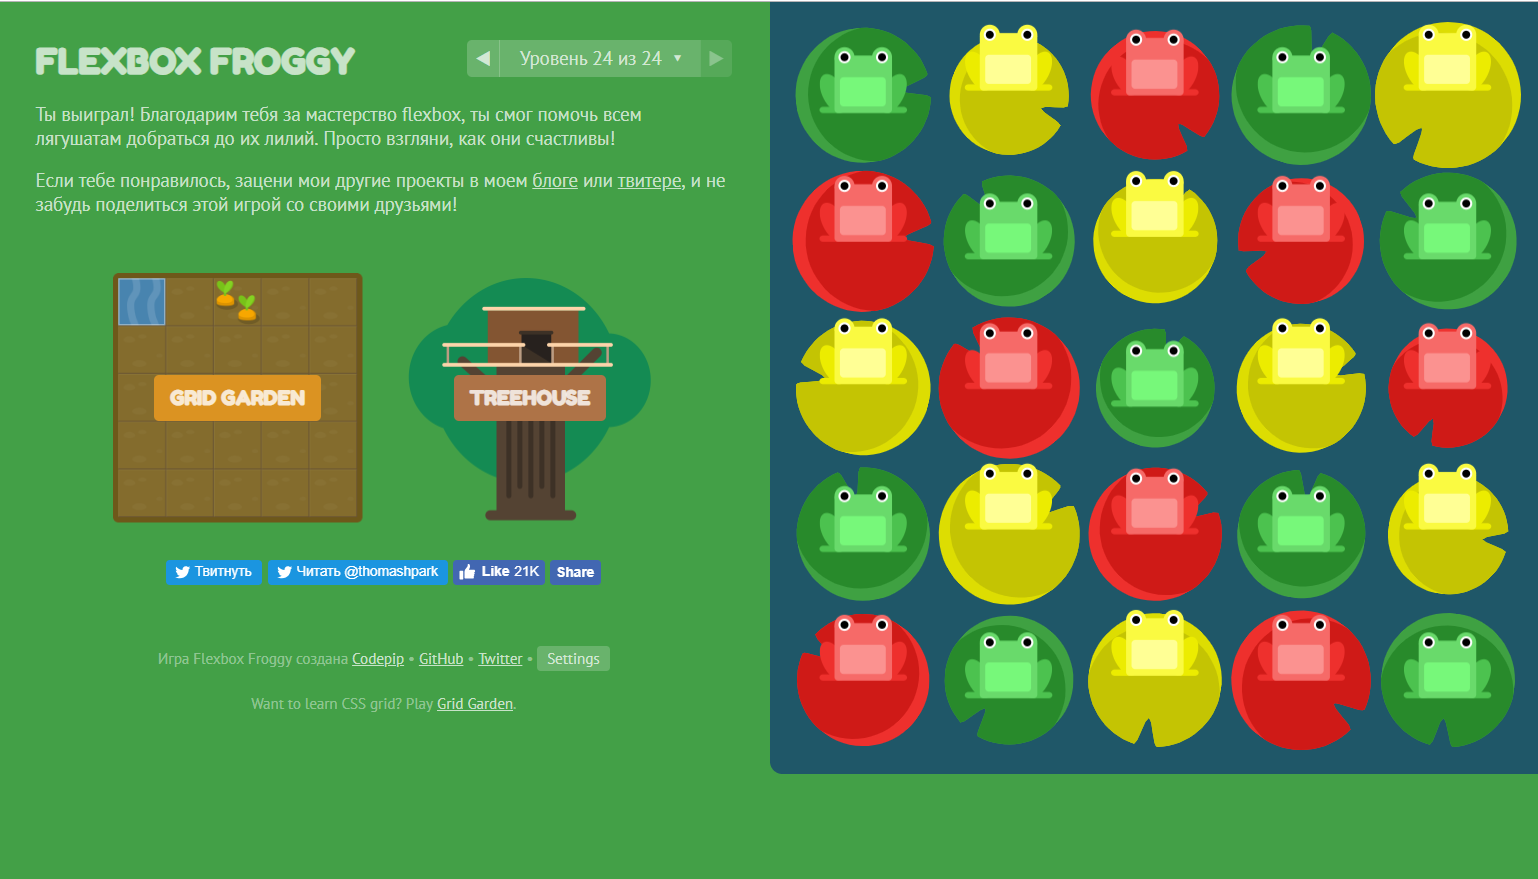 FLEXBOX FROGGY
Уровень 24 из 24
Ты выиграл! Благодарим тебя за мастерство flexbox, ты смог помочь всем
лягушатам добраться до их лилий. Просто взгляни, как они счастливы!
Если тебе понравилось, зацени мои другие проекты в моем блоге или твитере, и не
забудь поделиться этой игрой со своими друзьями!
GRID GARDEN
TREEHOUSE
Твитнуть
Читать @thomashpark
Like 21K
Share
Игра Flexbox Froggy создана Codepip • GitHub • Twitter • Settings
Want to learn CSS grid? Play Grid Garden.